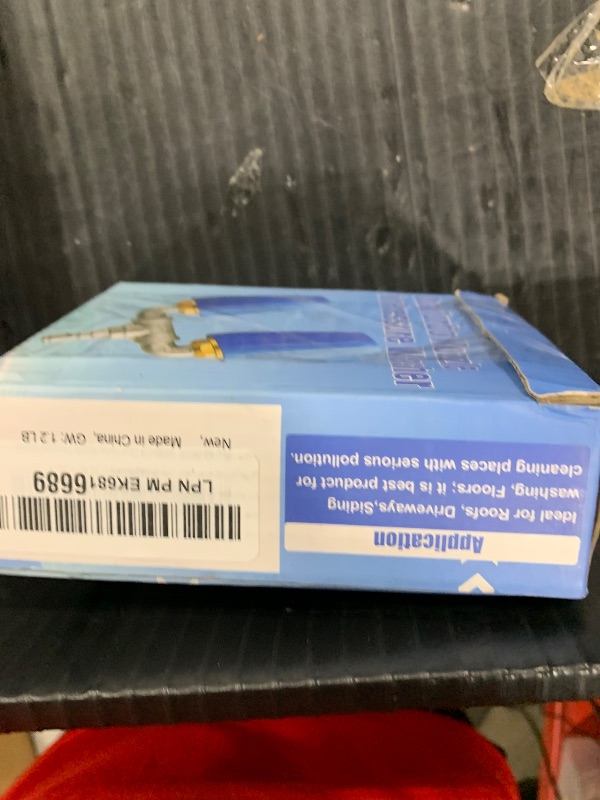 Application
Ideal for Roofs, Driveways,Siding
washing, Floors; it is best product for
cleaning places with serious pollution.
LPN PM EK6816689
New, Made in China, GW: 1.2 LB